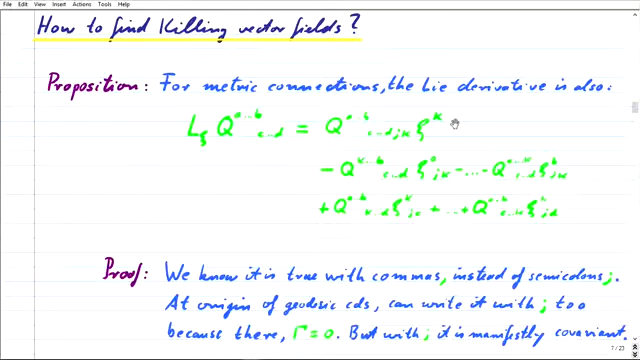 File Edit View Insert Actions Tools Help
How to find Killing vector fields?
Proposition: For metric connections, the Lie derivative is also:
L_ξ Q^{a...b}_{c...d} = Q^{a...b}_{c...d;k} ξ^k
- Q^{k...b}_{c...d} ξ^a_{;k} - ... - Q^{a...k}_{c...d} ξ^b_{;k}
+ Q^{a...b}_{k...d} ξ^k_{;c} + ... + Q^{a...b}_{c...k} ξ^k_{;d}
Proof: We know it is true with commas, instead of semicolons;.
At origin of geodesic cds, can write it with ; too
because there, Γ=0. But with ; it is manifestly covariant.
7 / 23